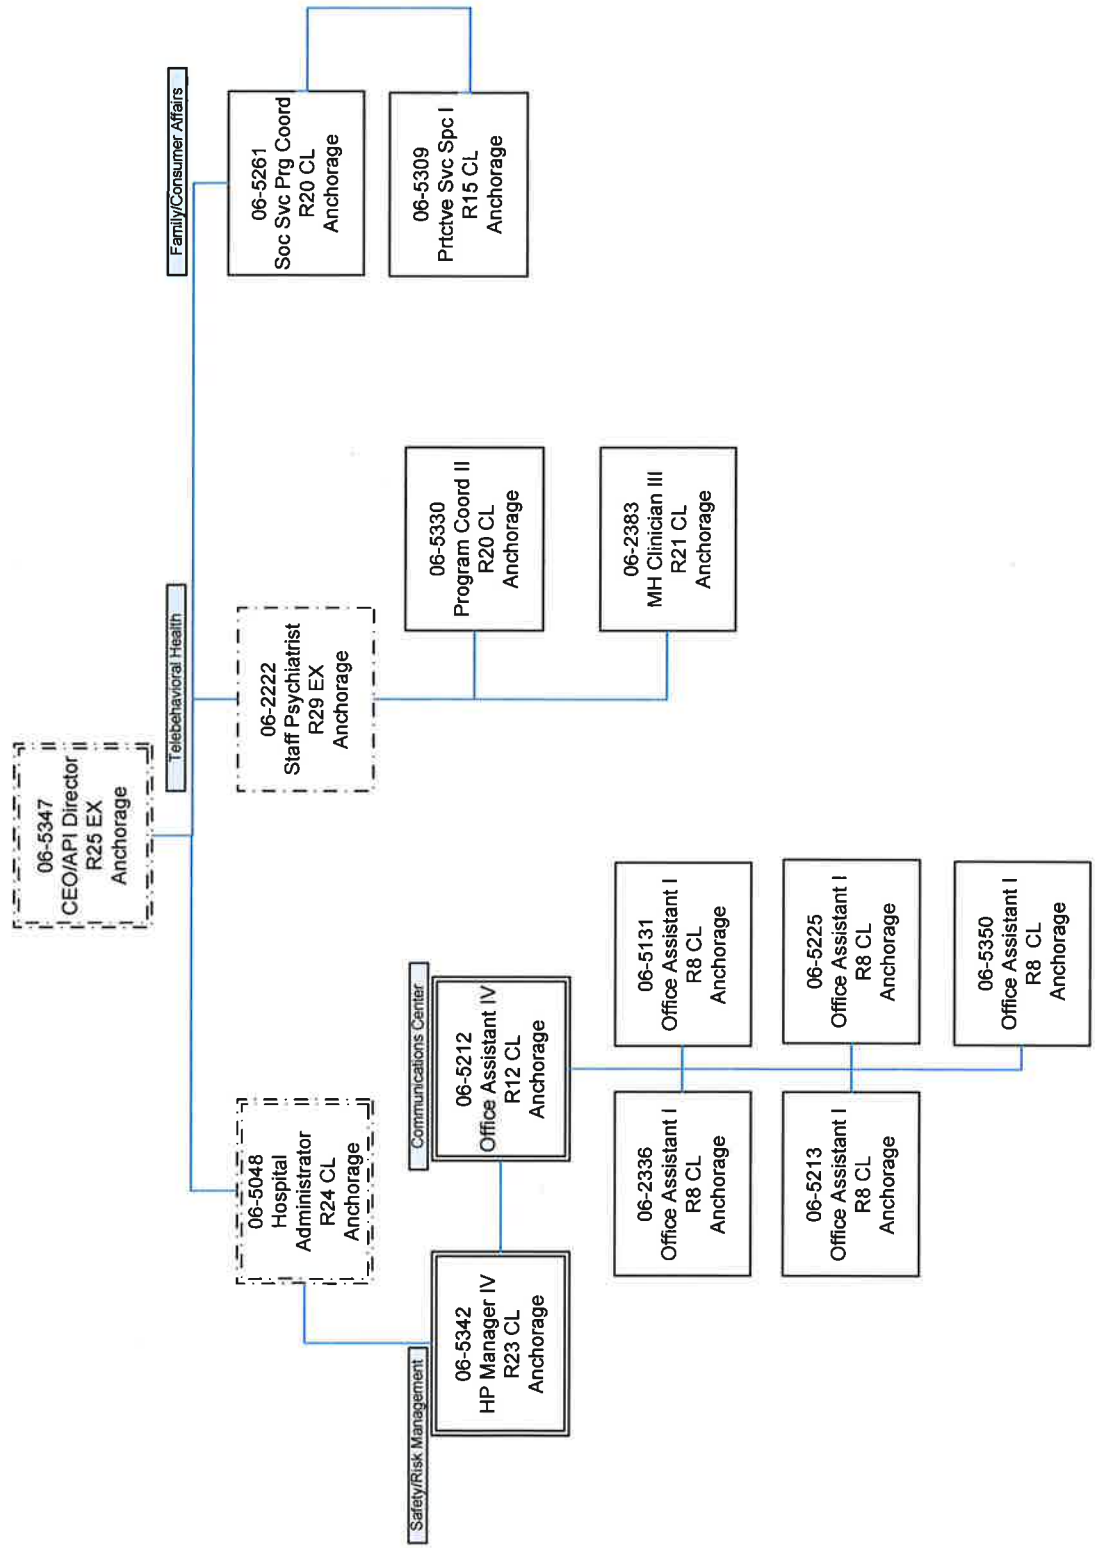 06-5347
CEO/API Director
R25 EX
Anchorage
Telebehavioral Health
Family/Consumer Affairs
06-5048
Hospital
Administrator
R24 CL
Anchorage
06-2222
Staff Psychiatrist
R29 EX
Anchorage
06-5261
Soc Svc Prg Coord
R20 CL
Anchorage
Safety/Risk Management
Communications Center
06-5342
HP Manager IV
R23 CL
Anchorage
06-5212
Office Assistant IV
R12 CL
Anchorage
06-5330
Program Coord II
R20 CL
Anchorage
06-5309
Prtctve Svc Spc I
R15 CL
Anchorage
06-2336
Office Assistant I
R8 CL
Anchorage
06-5131
Office Assistant I
R8 CL
Anchorage
06-2383
MH Clinician III
R21 CL
Anchorage
06-5213
Office Assistant I
R8 CL
Anchorage
06-5225
Office Assistant I
R8 CL
Anchorage
06-5350
Office Assistant I
R8 CL
Anchorage